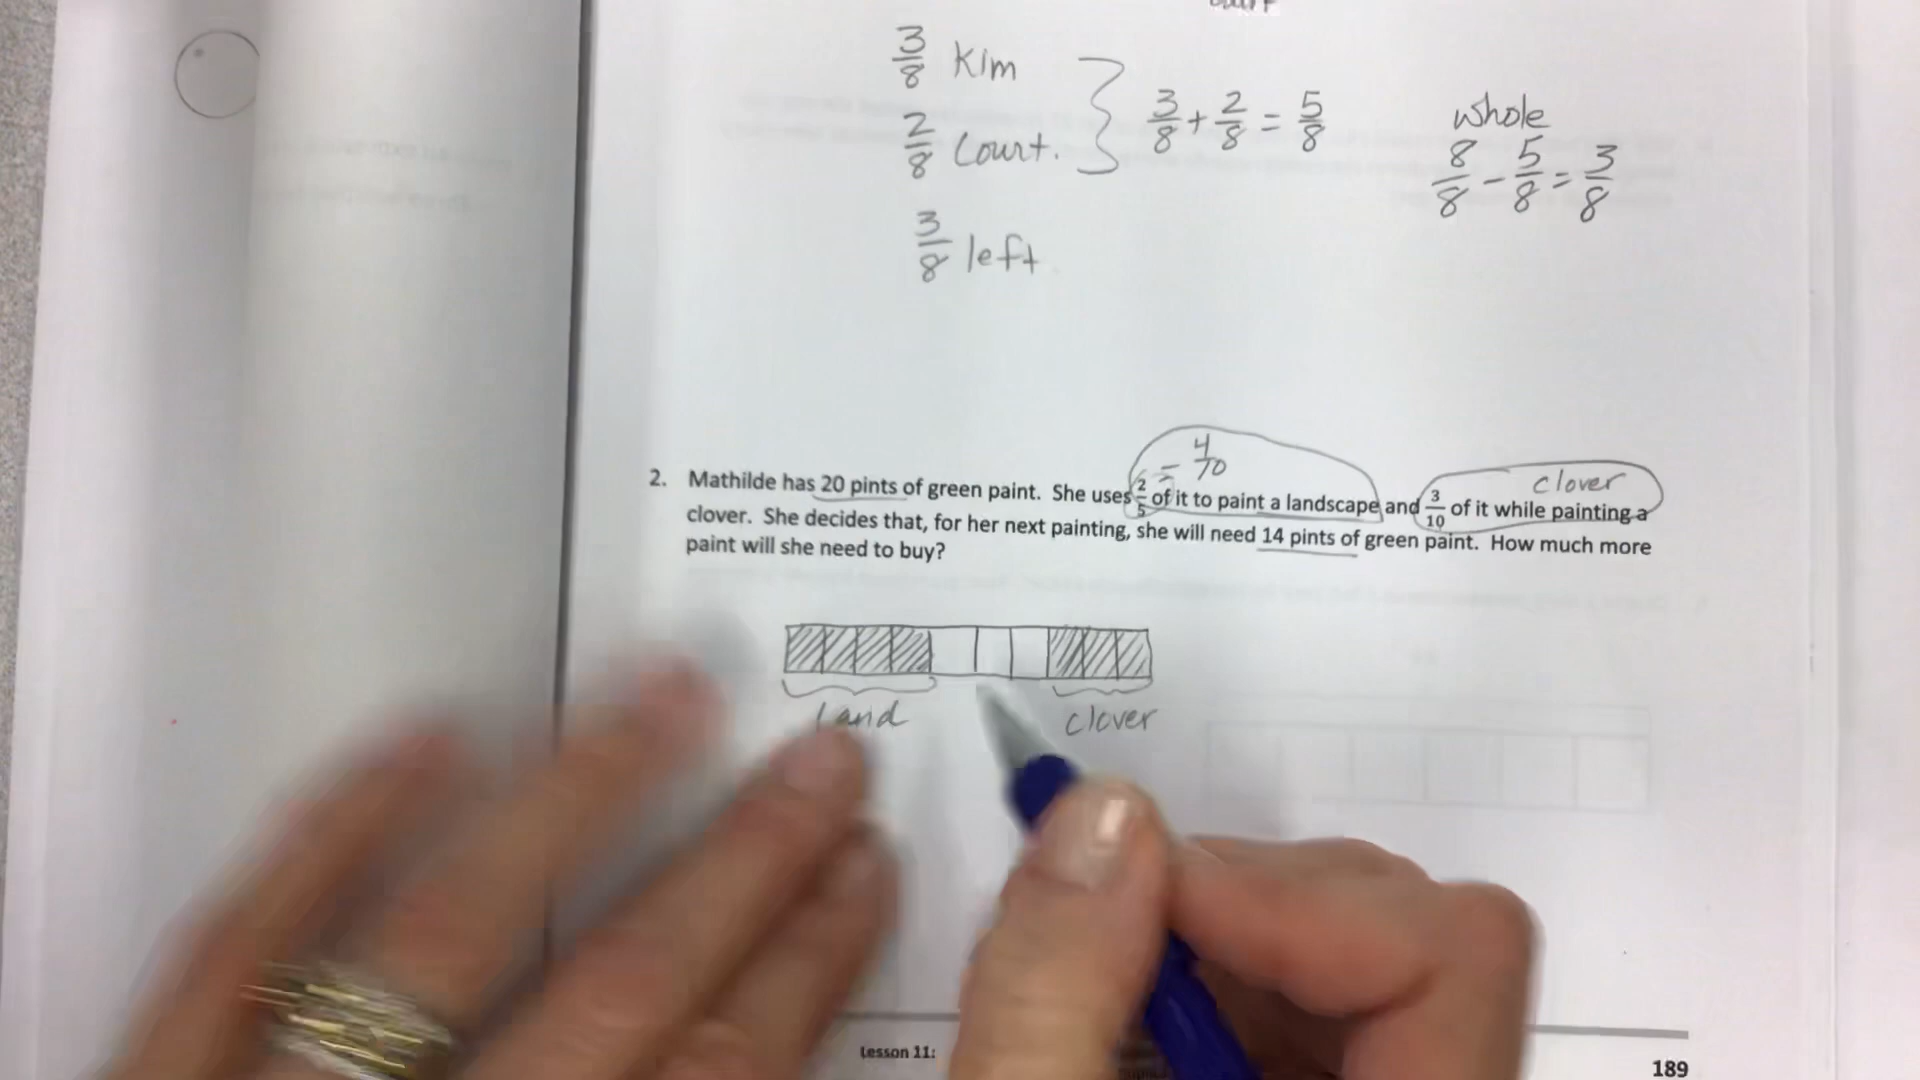 3/8 Kim
2/8 Court.
3/8 + 2/8 = 5/8
whole
8/8 - 5/8 = 3/8
3/8 left
= 4/10
clover
2. Mathilde has 20 pints of green paint. She uses 2/5 of it to paint a landscape and 3/10 of it while painting a
clover. She decides that, for her next painting, she will need 14 pints of green paint. How much more
paint will she need to buy?
land
clover
Lesson 11:
189